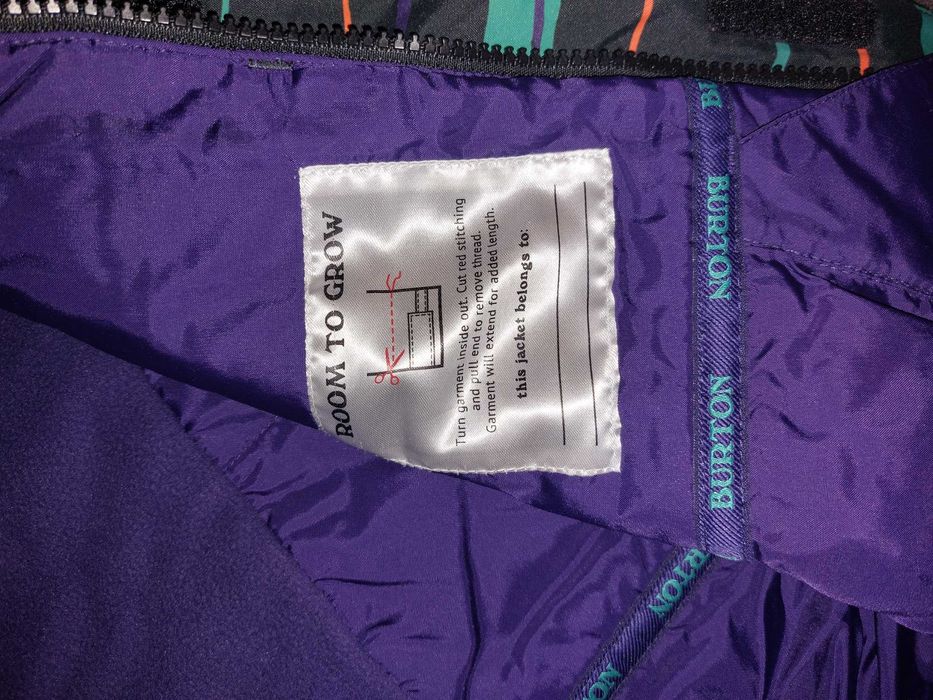 ROOM TO GROW
Turn garment inside out. Cut red stitching
and pull end to remove thread.
Garment will extend for added length.
this jacket belongs to:
BURTON
BURTON
RTON